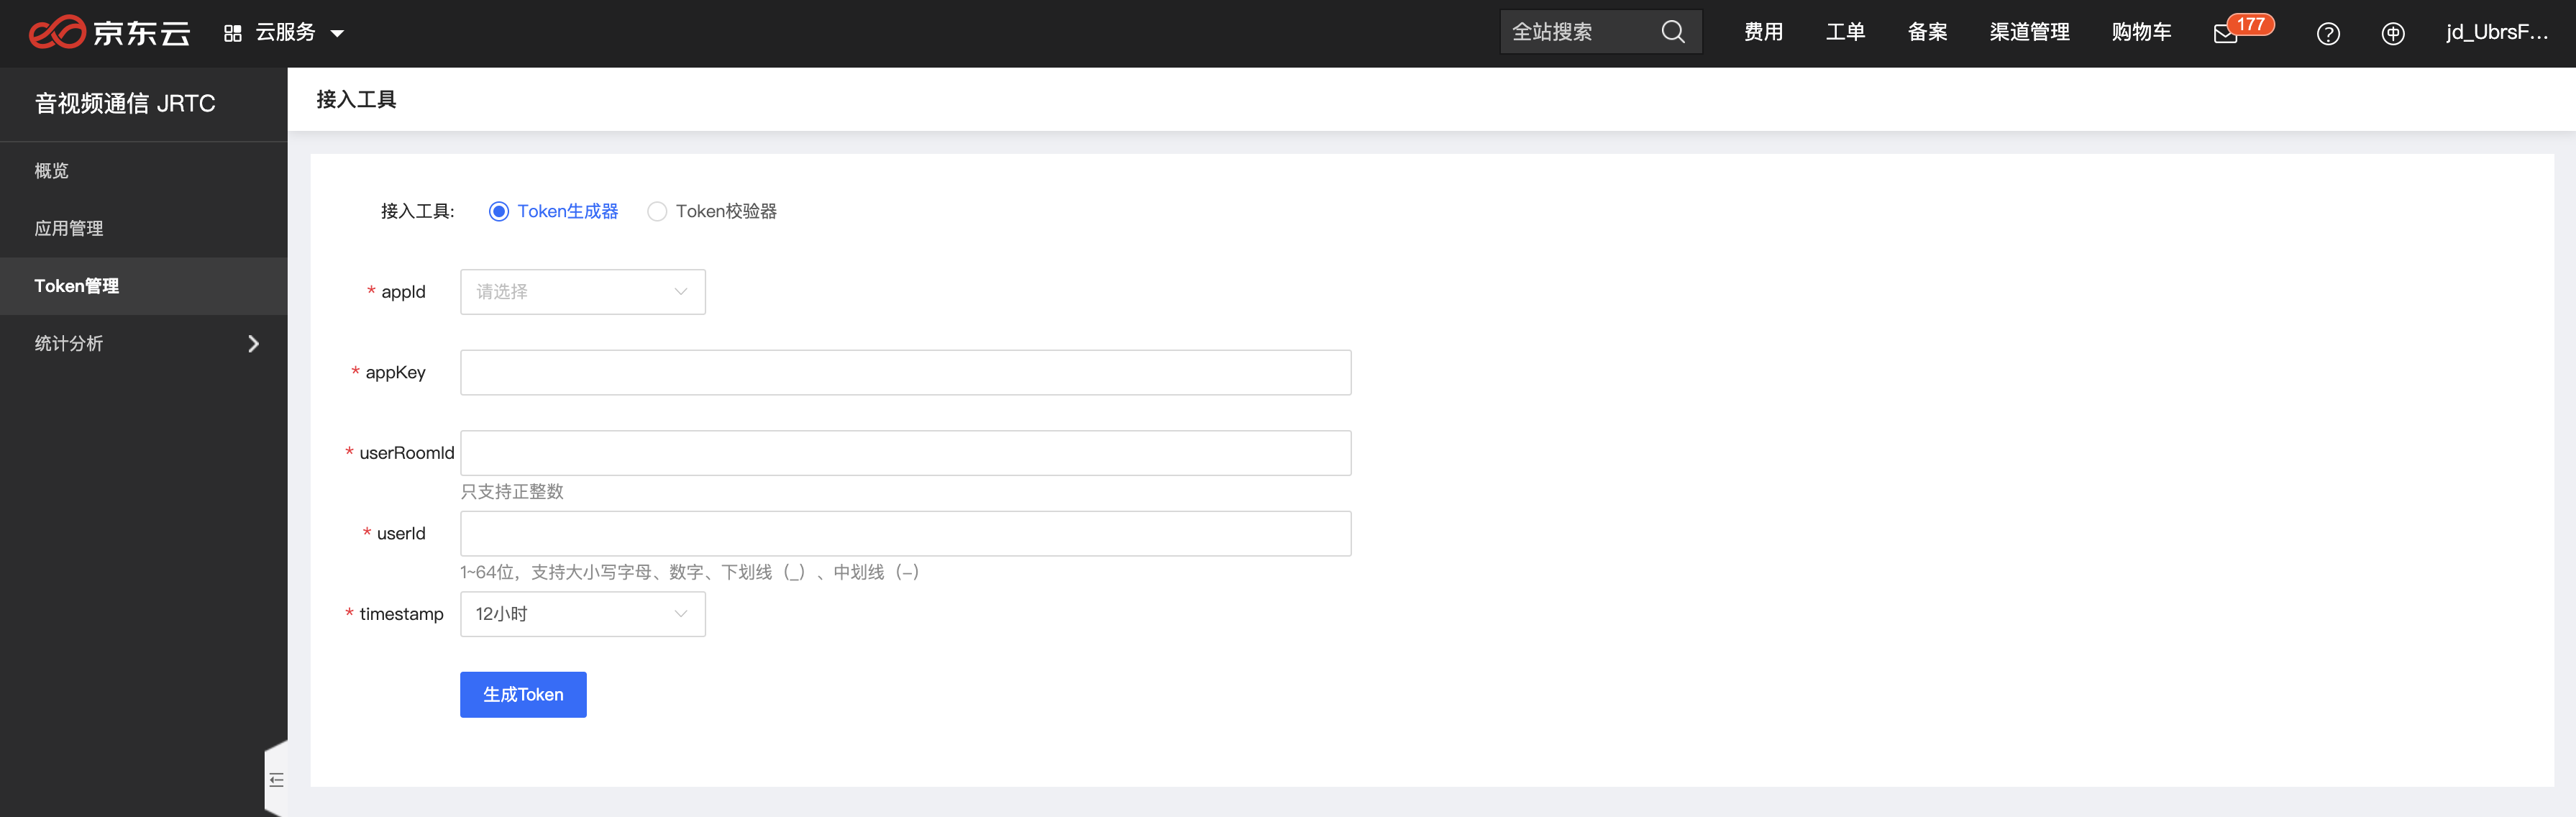 京东云 云服务 全站搜索 费用 工单 备案 渠道管理 购物车 177 jd_UbrsF...
音视频通信 JRTC
概览
应用管理
Token管理
统计分析
接入工具
接入工具: Token生成器 Token校验器
* appId 请选择
* appKey
* userRoomId
只支持正整数
* userId
1~64位，支持大小写字母、数字、下划线（_）、中划线（-）
* timestamp 12小时
生成Token